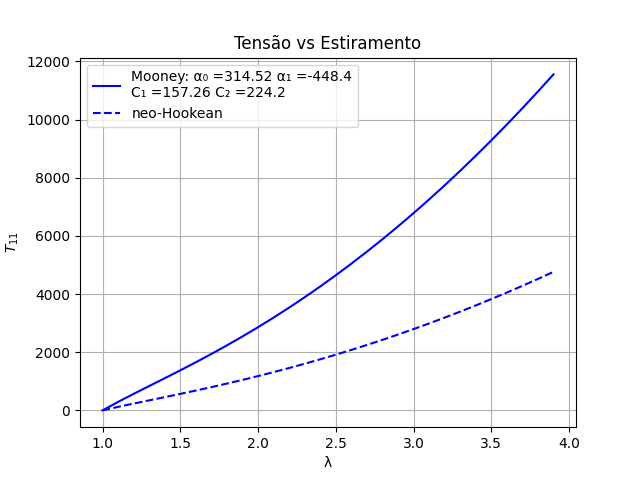 Tensão vs Estiramento
Mooney: α₀ =314.52 α₁ =-448.4
C₁ =157.26 C₂ =224.2
neo-Hookean
T₁₁
12000
10000
8000
6000
4000
2000
0
1.0 1.5 2.0 2.5 3.0 3.5 4.0
λ